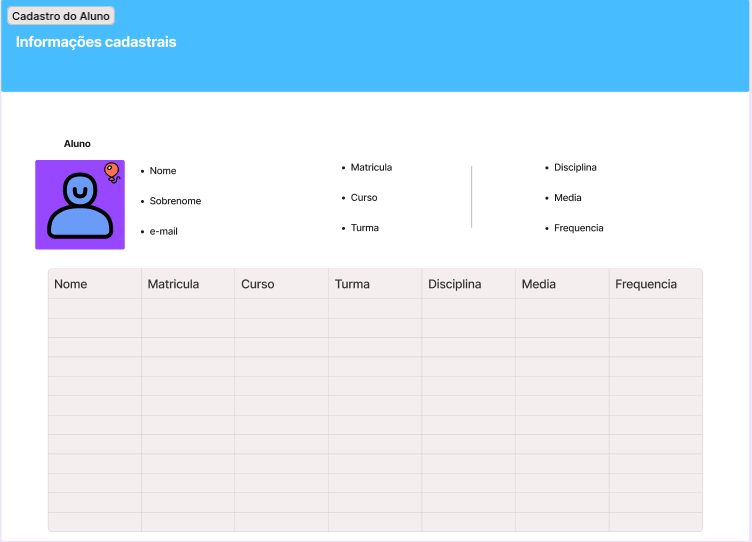 Cadastro do Aluno
Informações cadastrais
Aluno
Nome
Sobrenome
e-mail
Matricula
Curso
Turma
Disciplina
Media
Frequencia
Nome Matricula Curso Turma Disciplina Media Frequencia